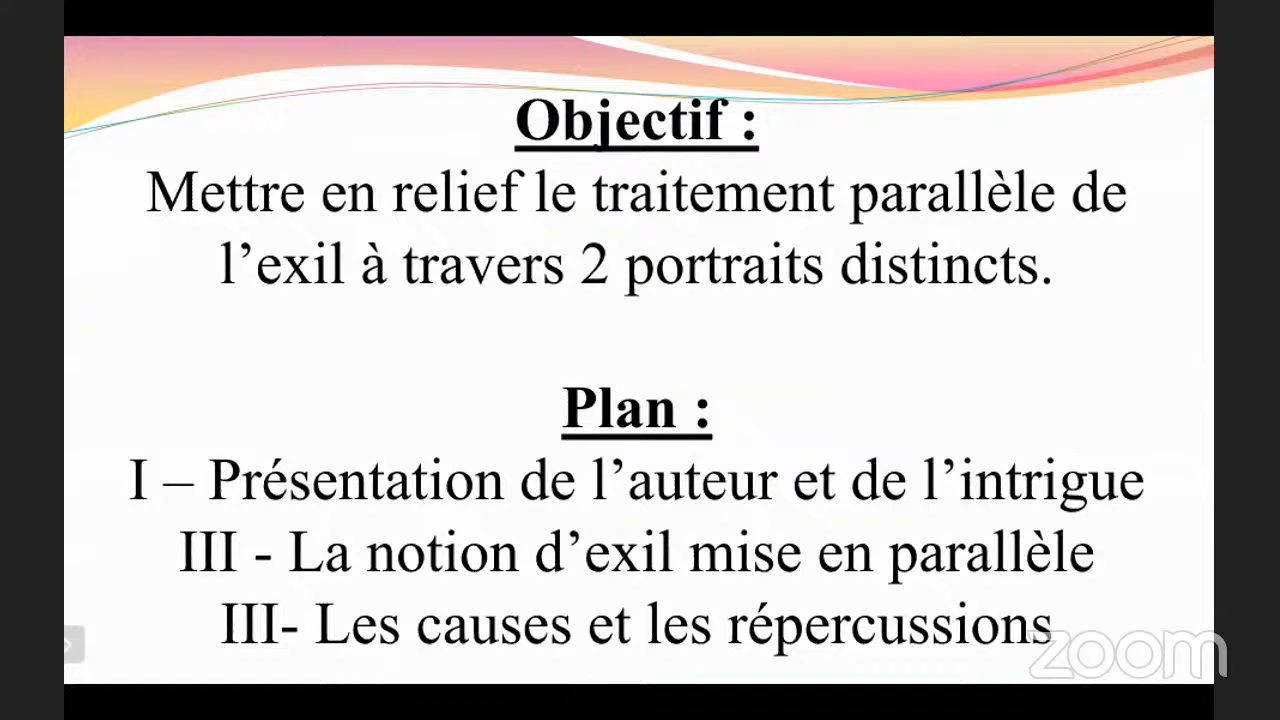 Objectif :
Mettre en relief le traitement parallèle de
l’exil à travers 2 portraits distincts.
Plan :
I – Présentation de l’auteur et de l’intrigue
III - La notion d’exil mise en parallèle
III- Les causes et les répercussions
zoom